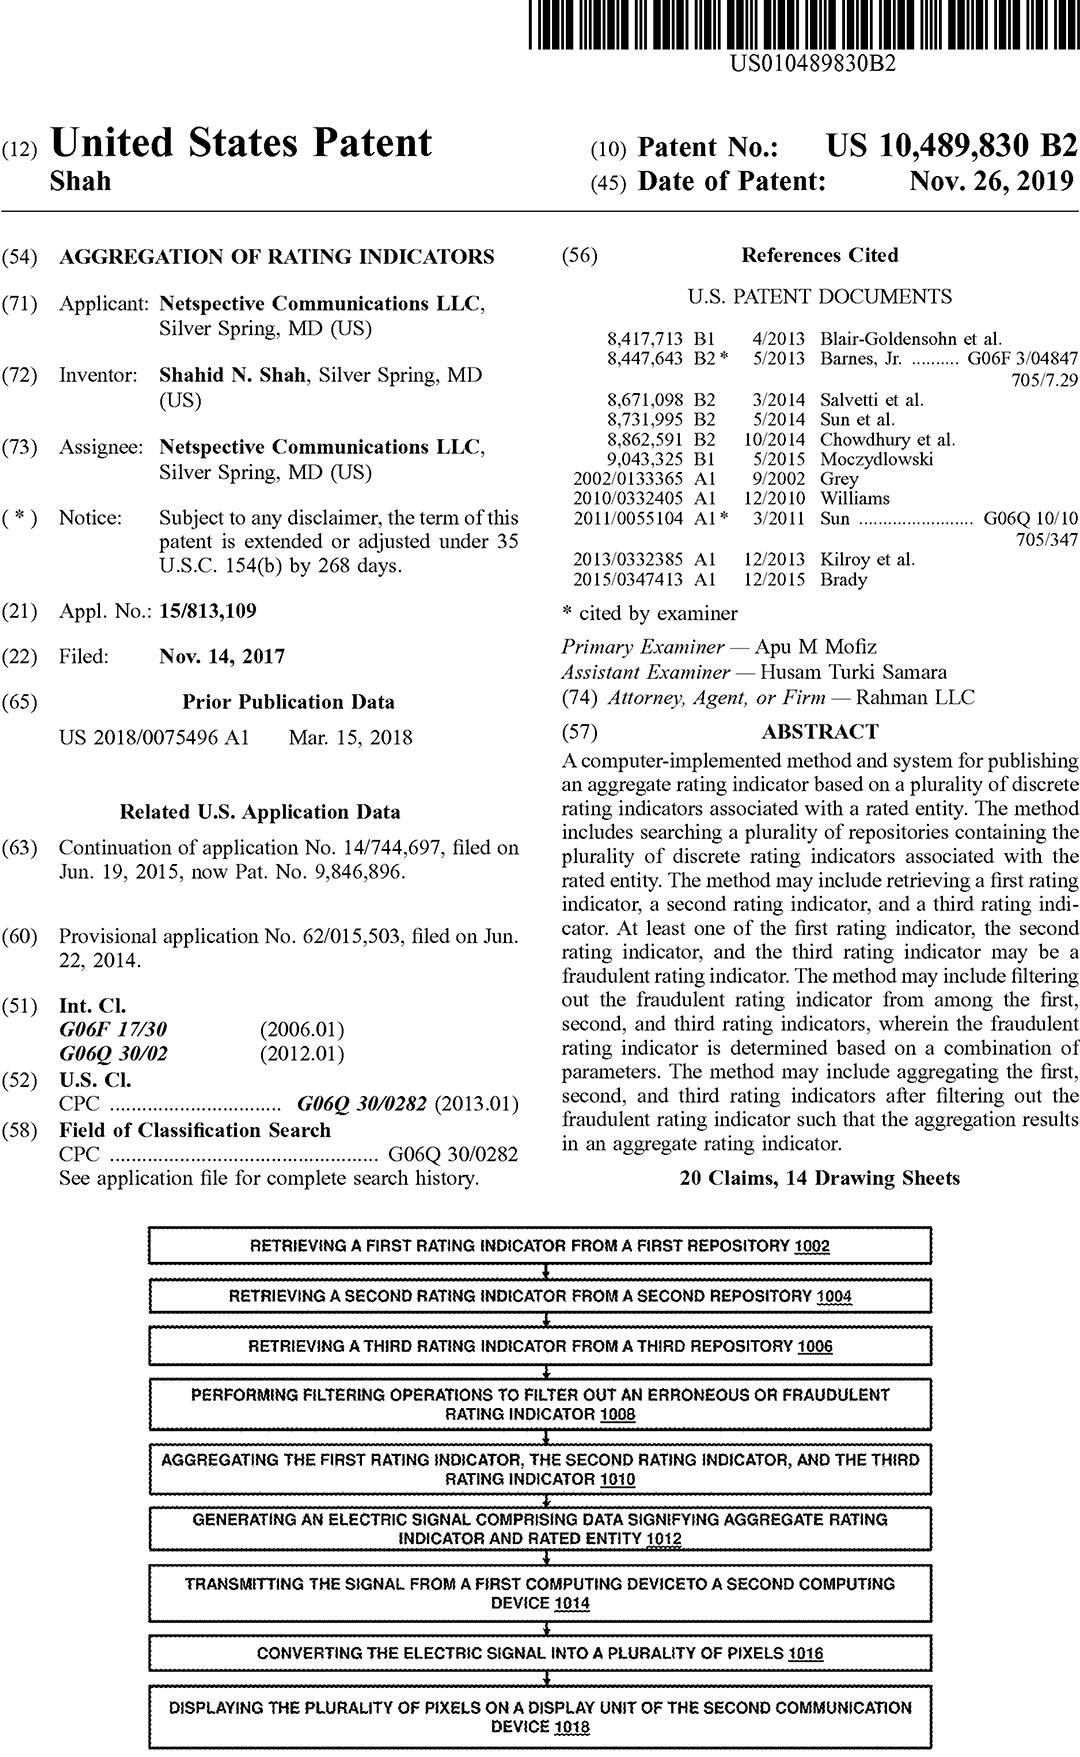 US010489830B2
(12) United States Patent
Shah
(10) Patent No.: US 10,489,830 B2
(45) Date of Patent: Nov. 26, 2019
(54) AGGREGATION OF RATING INDICATORS
(71) Applicant: Netspective Communications LLC,
Silver Spring, MD (US)
(72) Inventor: Shahid N. Shah, Silver Spring, MD
(US)
(73) Assignee: Netspective Communications LLC,
Silver Spring, MD (US)
( * ) Notice: Subject to any disclaimer, the term of this
patent is extended or adjusted under 35
U.S.C. 154(b) by 268 days.
(21) Appl. No.: 15/813,109
(22) Filed: Nov. 14, 2017
(65) Prior Publication Data
US 2018/0075496 A1 Mar. 15, 2018
Related U.S. Application Data
(63) Continuation of application No. 14/744,697, filed on
Jun. 19, 2015, now Pat. No. 9,846,896.
(60) Provisional application No. 62/015,503, filed on Jun.
22, 2014.
(51) Int. Cl.
G06F 17/30 (2006.01)
G06Q 30/02 (2012.01)
(52) U.S. Cl.
CPC ............................... G06Q 30/0282 (2013.01)
(58) Field of Classification Search
CPC ................................................ G06Q 30/0282
See application file for complete search history.
(56) References Cited
U.S. PATENT DOCUMENTS
8,417,713 B1 4/2013 Blair-Goldensohn et al.
8,447,643 B2 * 5/2013 Barnes, Jr. .......... G06F 3/04847
705/7.29
8,671,098 B2 3/2014 Salvetti et al.
8,731,995 B2 5/2014 Sun et al.
8,862,591 B2 10/2014 Chowdhury et al.
9,043,325 B1 5/2015 Moczydlowski
2002/0133365 A1 9/2002 Grey
2010/0332405 A1 12/2010 Williams
2011/0055104 A1 * 3/2011 Sun ........................ G06Q 10/10
705/347
2013/0332385 A1 12/2013 Kilroy et al.
2015/0347413 A1 12/2015 Brady
* cited by examiner
Primary Examiner — Apu M Mofiz
Assistant Examiner — Husam Turki Samara
(74) Attorney, Agent, or Firm — Rahman LLC
(57) ABSTRACT
A computer-implemented method and system for publishing
an aggregate rating indicator based on a plurality of discrete
rating indicators associated with a rated entity. The method
includes searching a plurality of repositories containing the
plurality of discrete rating indicators associated with the
rated entity. The method may include retrieving a first rating
indicator, a second rating indicator, and a third rating indi-
cator. At least one of the first rating indicator, the second
rating indicator, and the third rating indicator may be a
fraudulent rating indicator. The method may include filtering
out the fraudulent rating indicator from among the first,
second, and third rating indicators, wherein the fraudulent
rating indicator is determined based on a combination of
parameters. The method may include aggregating the first,
second, and third rating indicators after filtering out the
fraudulent rating indicator such that the aggregation results
in an aggregate rating indicator.
20 Claims, 14 Drawing Sheets
RETRIEVING A FIRST RATING INDICATOR FROM A FIRST REPOSITORY 1002
RETRIEVING A SECOND RATING INDICATOR FROM A SECOND REPOSITORY 1004
RETRIEVING A THIRD RATING INDICATOR FROM A THIRD REPOSITORY 1006
PERFORMING FILTERING OPERATIONS TO FILTER OUT AN ERRONEOUS OR FRAUDULENT
RATING INDICATOR 1008
AGGREGATING THE FIRST RATING INDICATOR, THE SECOND RATING INDICATOR, AND THE THIRD
RATING INDICATOR 1010
GENERATING AN ELECTRIC SIGNAL COMPRISING DATA SIGNIFYING AGGREGATE RATING
INDICATOR AND RATED ENTITY 1012
TRANSMITTING THE SIGNAL FROM A FIRST COMPUTING DEVICETO A SECOND COMPUTING
DEVICE 1014
CONVERTING THE ELECTRIC SIGNAL INTO A PLURALITY OF PIXELS 1016
DISPLAYING THE PLURALITY OF PIXELS ON A DISPLAY UNIT OF THE SECOND COMMUNICATION
DEVICE 1018